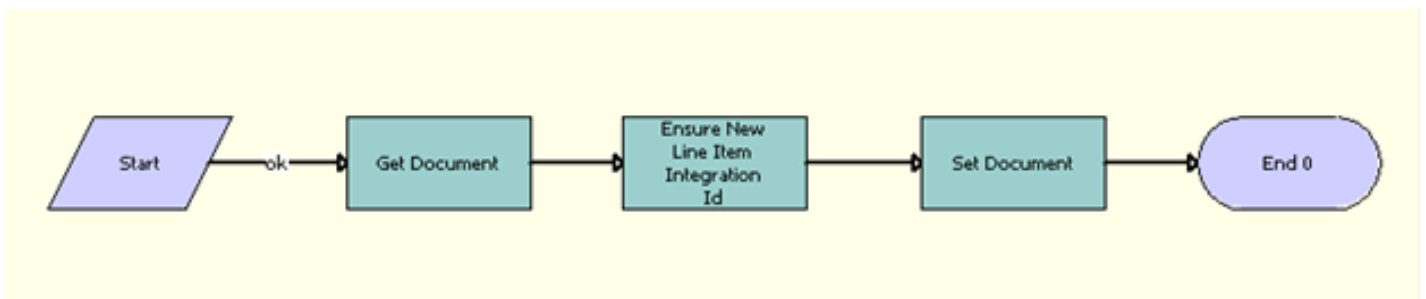 Start
ok
Get Document
Ensure New
Line Item
Integration
Id
Set Document
End 0